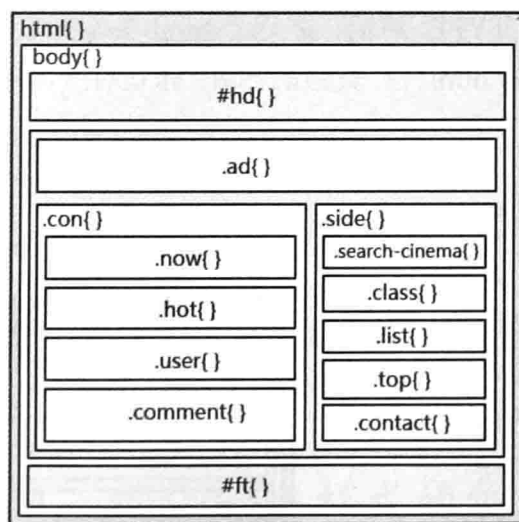 html{ }
body{ }
#hd{ }
.ad{ }
.con{ }
.now{ }
.hot{ }
.user{ }
.comment{ }
.side{ }
.search-cinema{ }
.class{ }
.list{ }
.top{ }
.contact{ }
#ft{ }